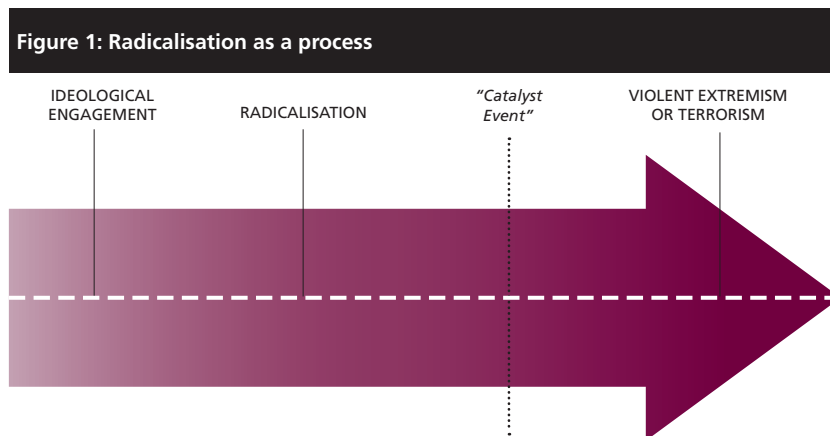 Figure 1: Radicalisation as a process
IDEOLOGICAL
ENGAGEMENT
RADICALISATION
“Catalyst
Event”
VIOLENT EXTREMISM
OR TERRORISM